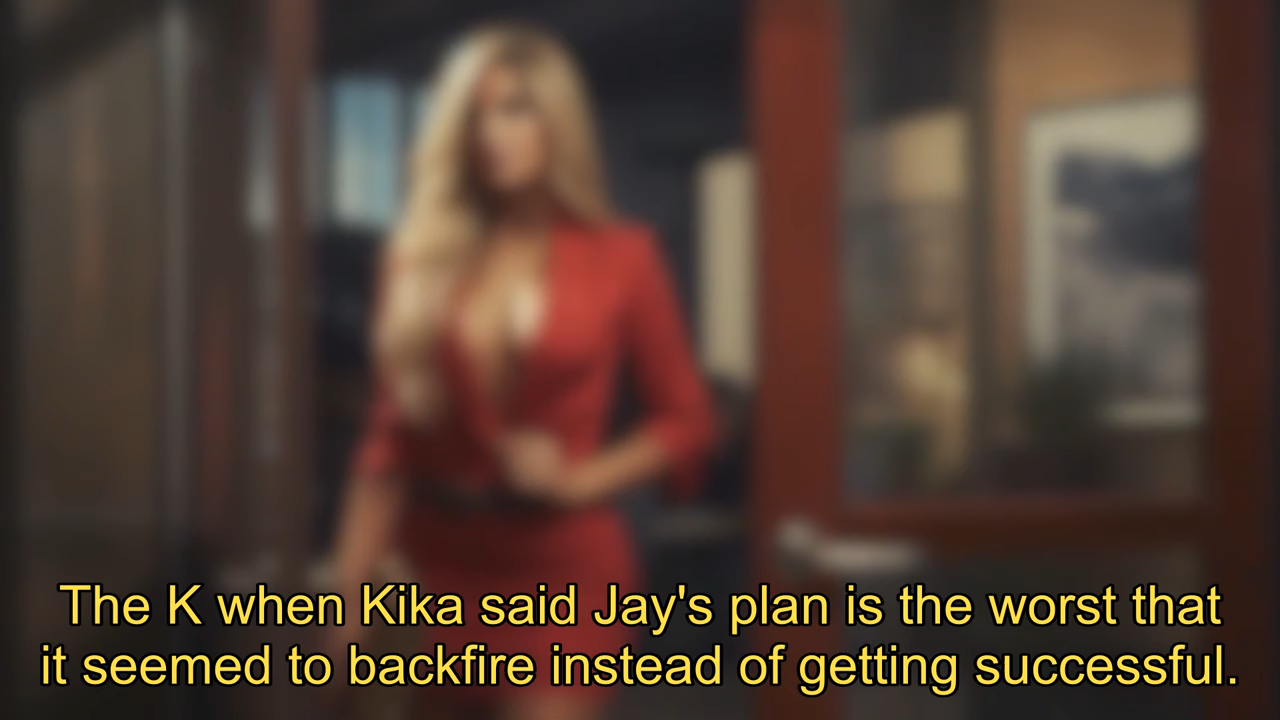 The K when Kika said Jay's plan is the worst that
it seemed to backfire instead of getting successful.